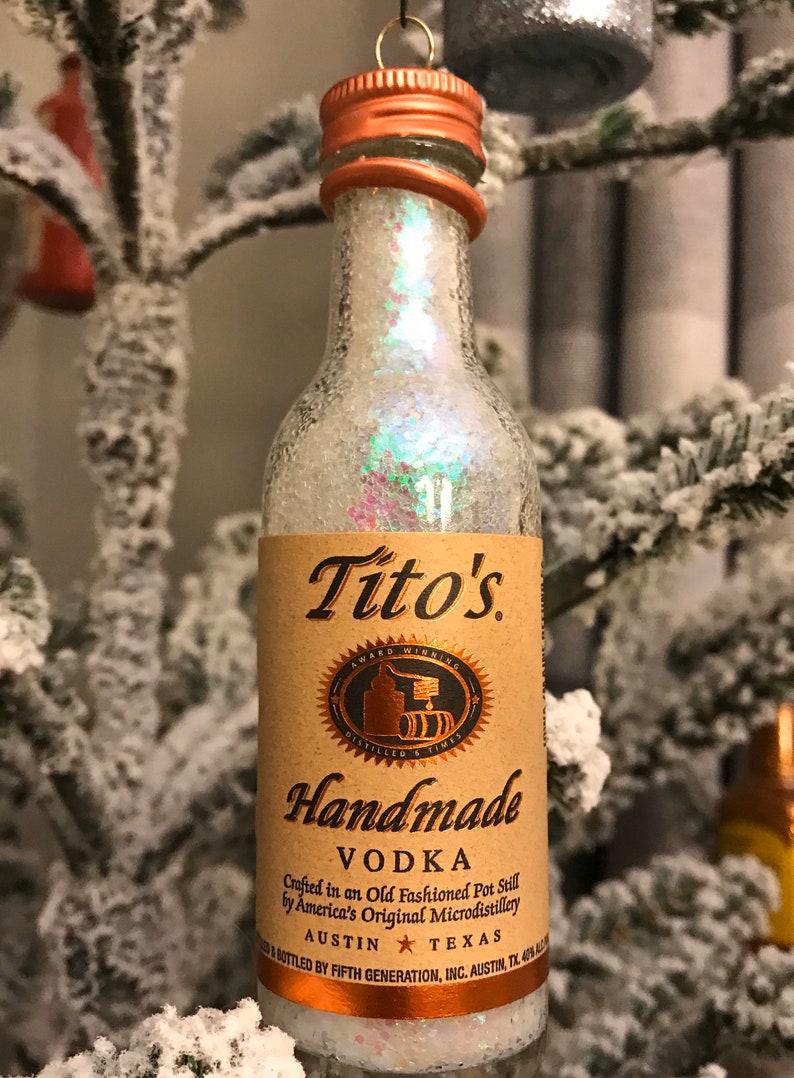 Tito's®
AWARD WINNING
DISTILLED 6 TIMES
Handmade
VODKA
Crafted in an Old Fashioned Pot Still
by America's Original Microdistillery
AUSTIN ★ TEXAS
& BOTTLED BY FIFTH GENERATION, INC. AUSTIN, TX. 40% ALC